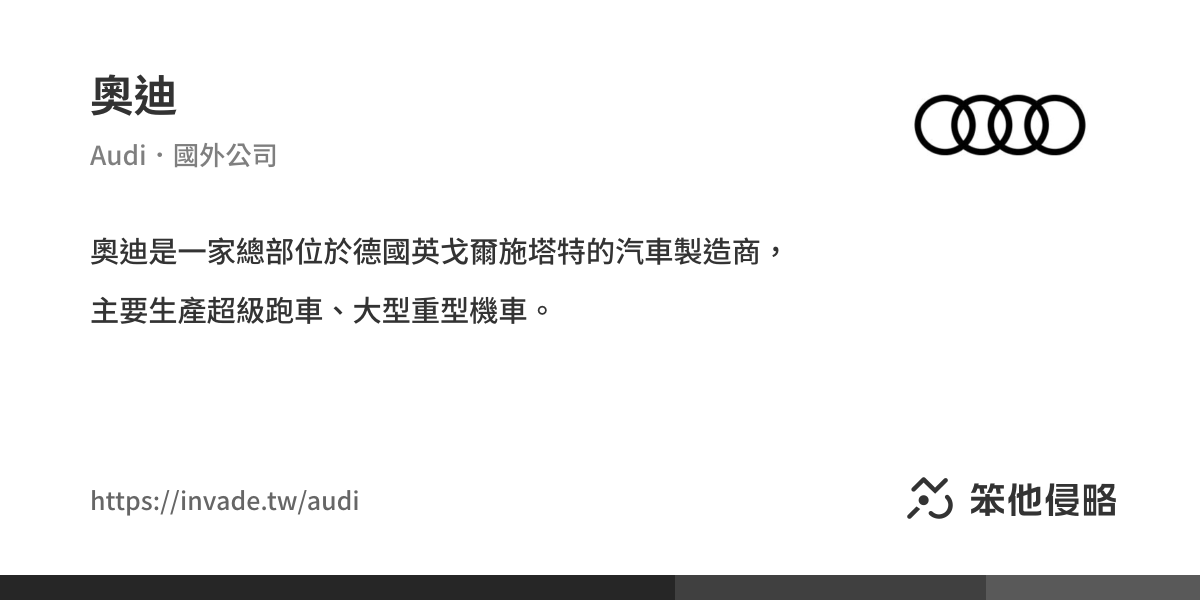 奧迪
Audi・國外公司
奧迪是一家總部位於德國英戈爾施塔特的汽車製造商，
主要生產超級跑車、大型重型機車。
https://invade.tw/audi
笨他侵略